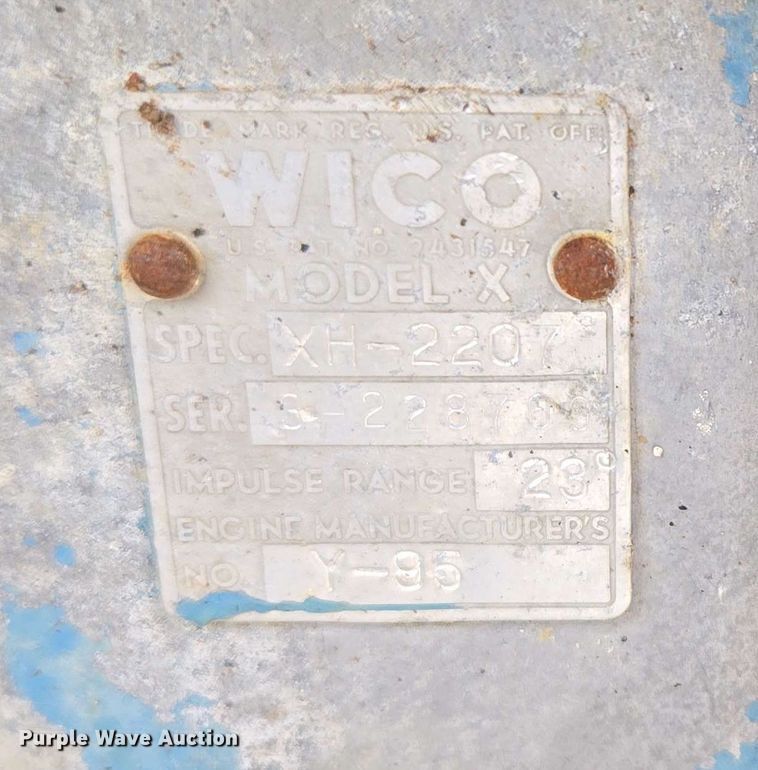 TRADE MARK REG. U.S. PAT. OFF.
WICO
U.S. PAT. NO. 2431547
MODEL X
SPEC. XH-2207
SER.
IMPULSE RANGE 23°
ENGINE MANUFACTURER'S
NO. Y-95
Purple Wave Auction